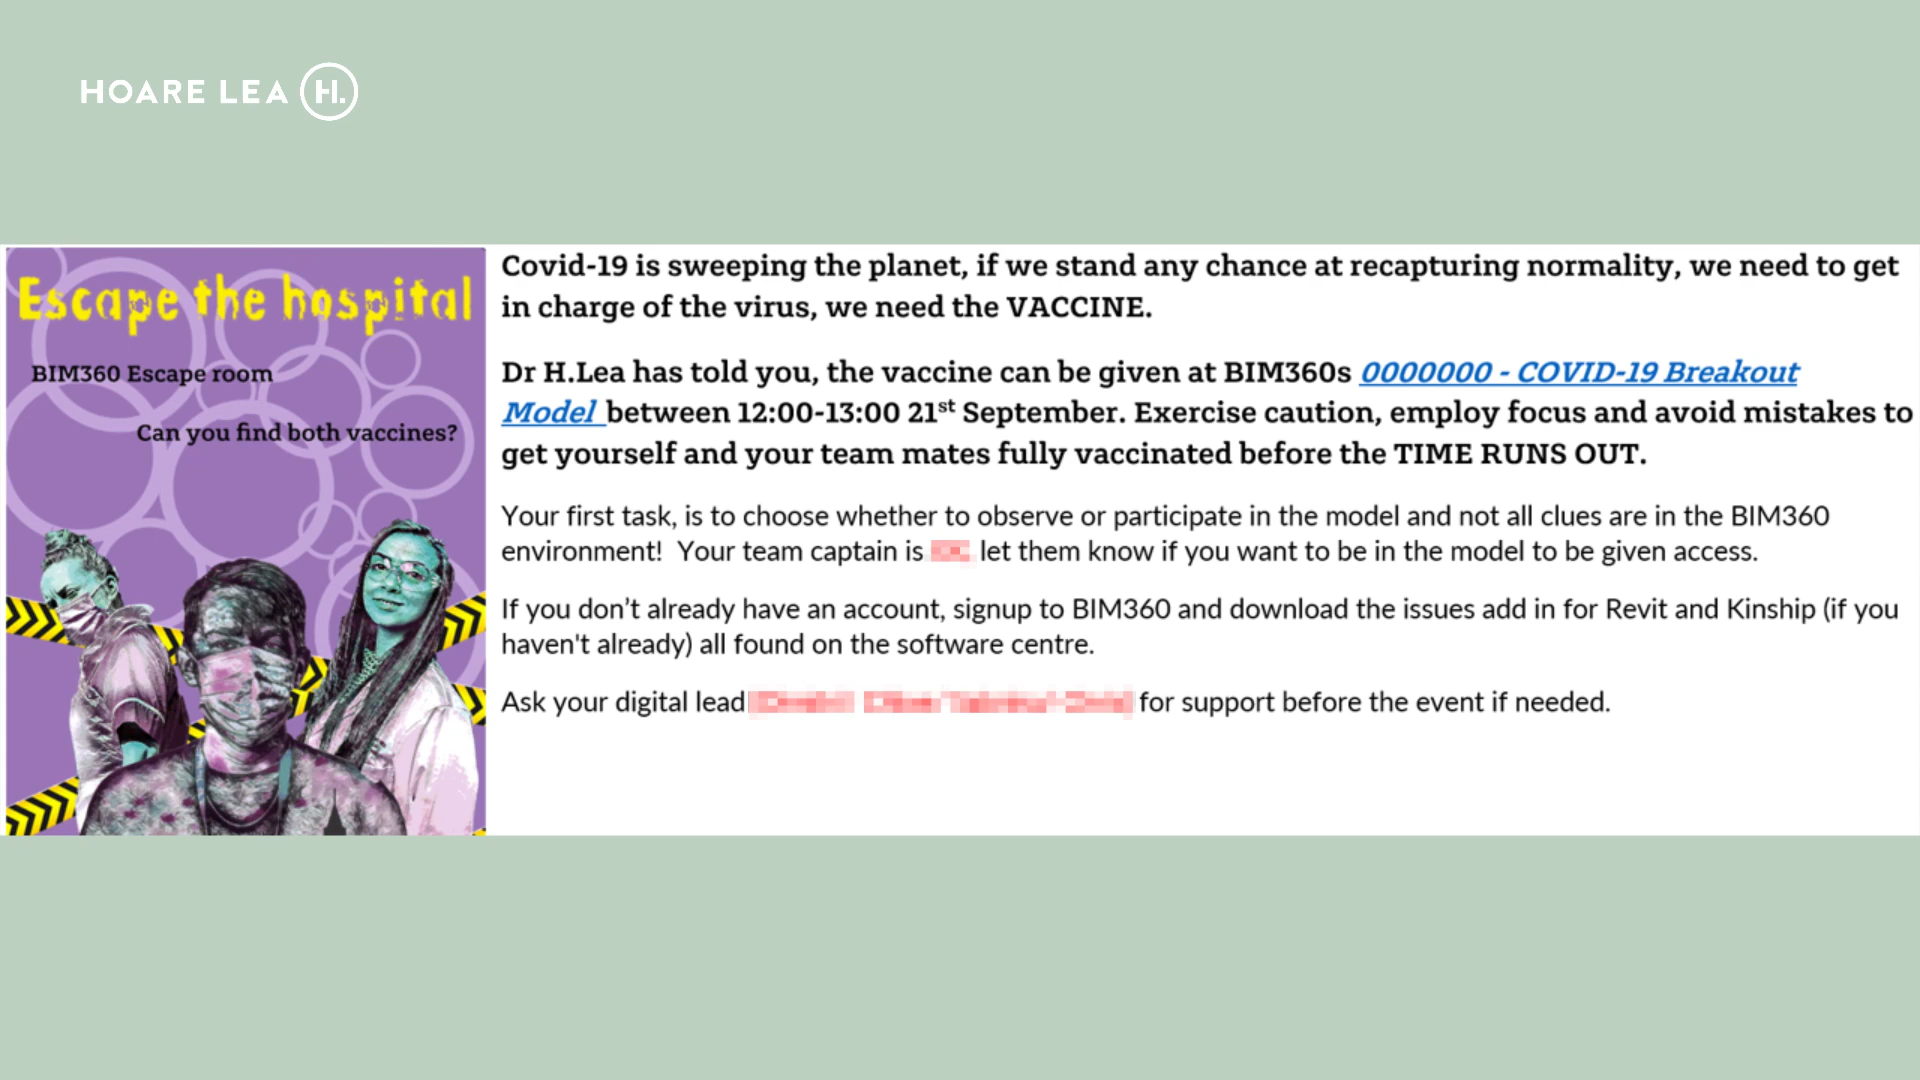 HOARE LEA H.
Escape the hospital
BIM360 Escape room
Can you find both vaccines?
Covid-19 is sweeping the planet, if we stand any chance at recapturing normality, we need to get
in charge of the virus, we need the VACCINE.
Dr H.Lea has told you, the vaccine can be given at BIM360s 0000000 - COVID-19 Breakout
Model between 12:00-13:00 21st September. Exercise caution, employ focus and avoid mistakes to
get yourself and your team mates fully vaccinated before the TIME RUNS OUT.
Your first task, is to choose whether to observe or participate in the model and not all clues are in the BIM360
environment! Your team captain is let them know if you want to be in the model to be given access.
If you don’t already have an account, signup to BIM360 and download the issues add in for Revit and Kinship (if you
haven't already) all found on the software centre.
Ask your digital lead for support before the event if needed.